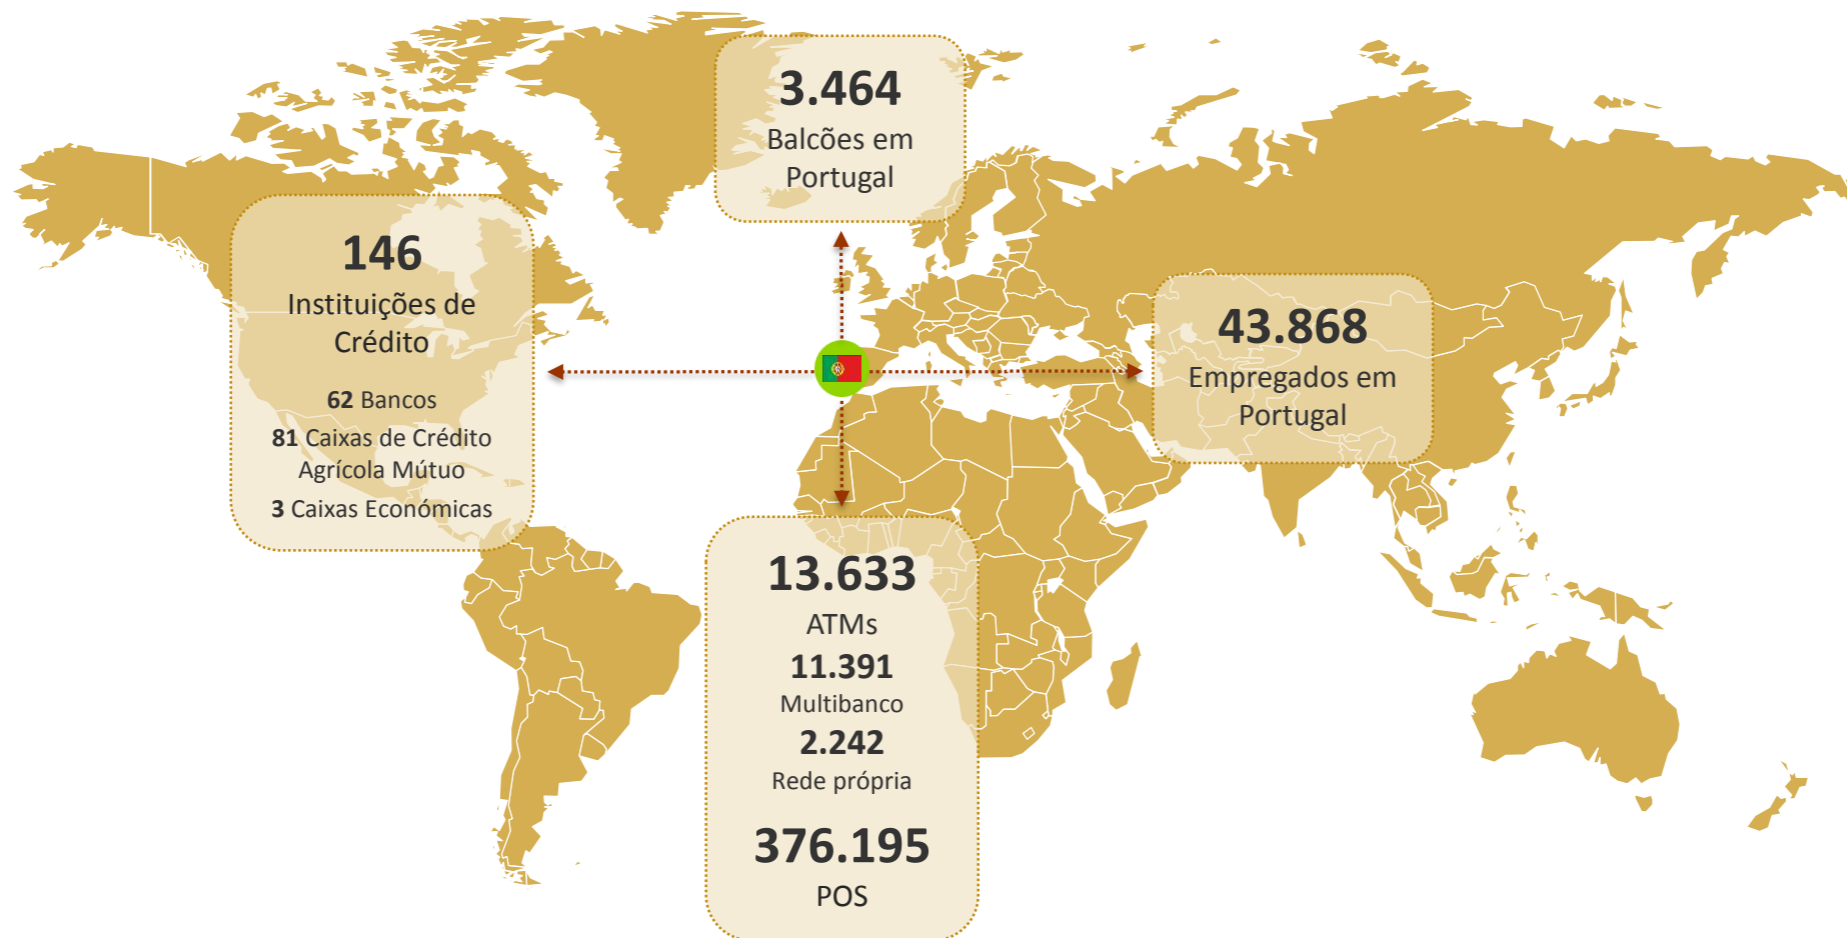 3.464
Balcões em
Portugal
146
Instituições de
Crédito
62 Bancos
81 Caixas de Crédito
Agrícola Mútuo
3 Caixas Económicas
43.868
Empregados em
Portugal
13.633
ATMs
11.391
Multibanco
2.242
Rede própria
376.195
POS